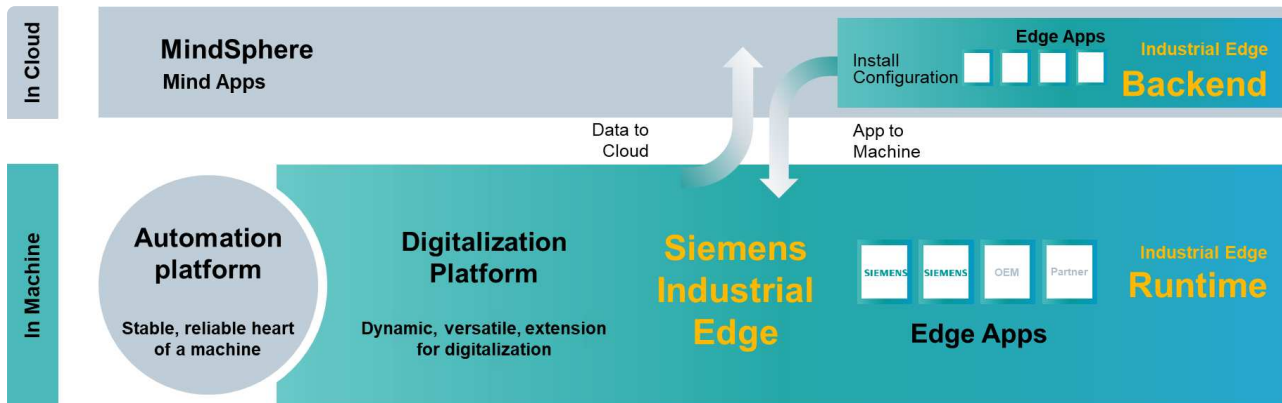 In Cloud
MindSphere
Mind Apps
Install
Configuration
Edge Apps
Industrial Edge
Backend
Data to
Cloud
App to
Machine
In Machine
Automation
platform
Stable, reliable heart
of a machine
Digitalization
Platform
Dynamic, versatile, extension
for digitalization
Siemens
Industrial
Edge
SIEMENS
SIEMENS
OEM
Partner
Edge Apps
Industrial Edge
Runtime